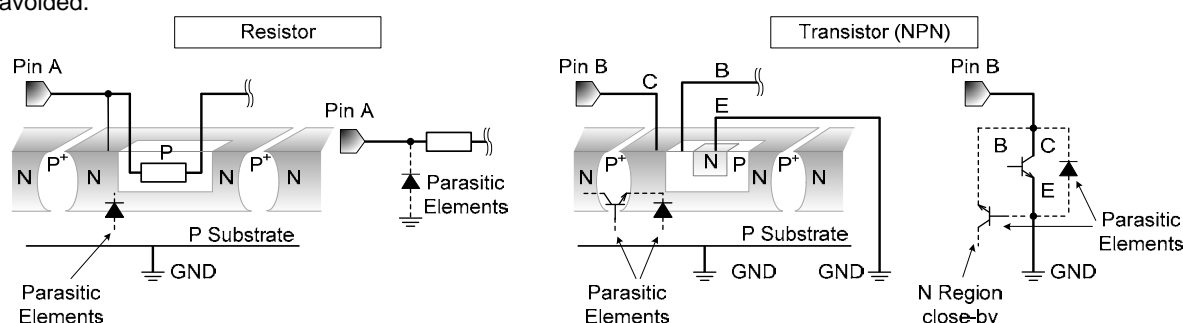 avoided.
Resistor
Transistor (NPN)
Pin A
Pin A
N
P+
N
P
N
P+
N
Parasitic
Elements
P Substrate
GND
Parasitic
Elements
Pin B
C
B
E
N
P+
N
P
N
P+
N
P Substrate
GND
GND
Parasitic
Elements
Pin B
B
C
E
Parasitic
Elements
GND
N Region
close-by